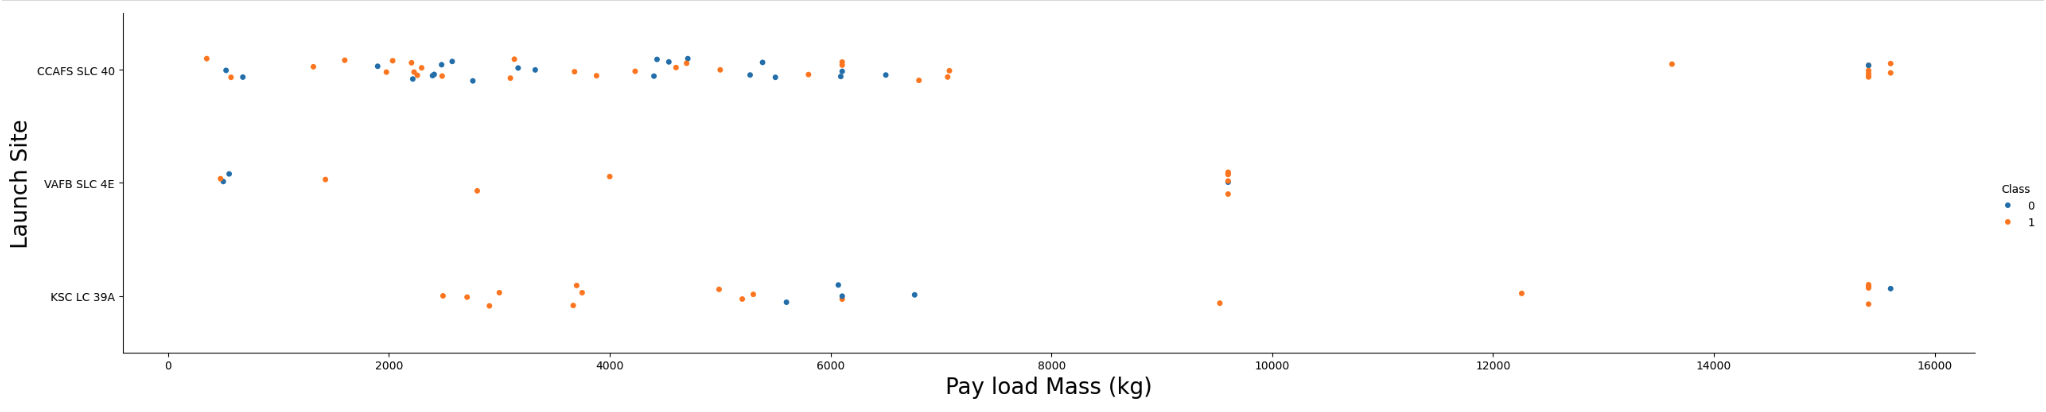 Launch Site
CCAFS SLC 40
VAFB SLC 4E
KSC LC 39A
0 2000 4000 6000 8000 10000 12000 14000 16000
Pay load Mass (kg)
Class
0
1